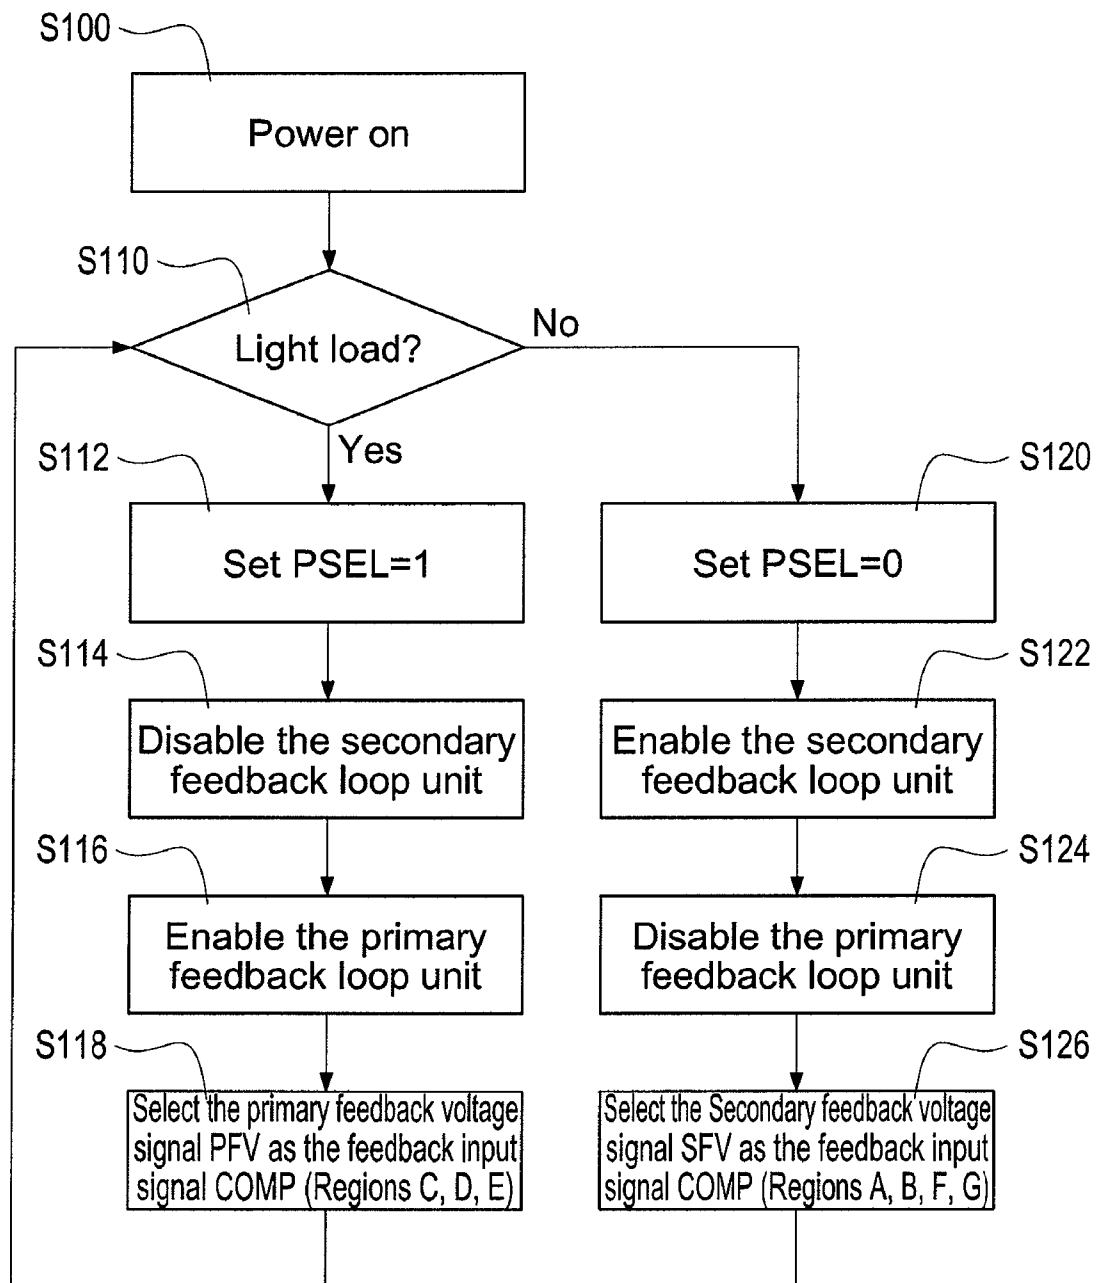 S100
Power on
S110
Light load?
No
Yes
S112
Set PSEL=1
S120
Set PSEL=0
S114
Disable the secondary
feedback loop unit
S122
Enable the secondary
feedback loop unit
S116
Enable the primary
feedback loop unit
S124
Disable the primary
feedback loop unit
S118
Select the primary feedback voltage
signal PFV as the feedback input
signal COMP (Regions C, D, E)
S126
Select the Secondary feedback voltage
signal SFV as the feedback input
signal COMP (Regions A, B, F, G)